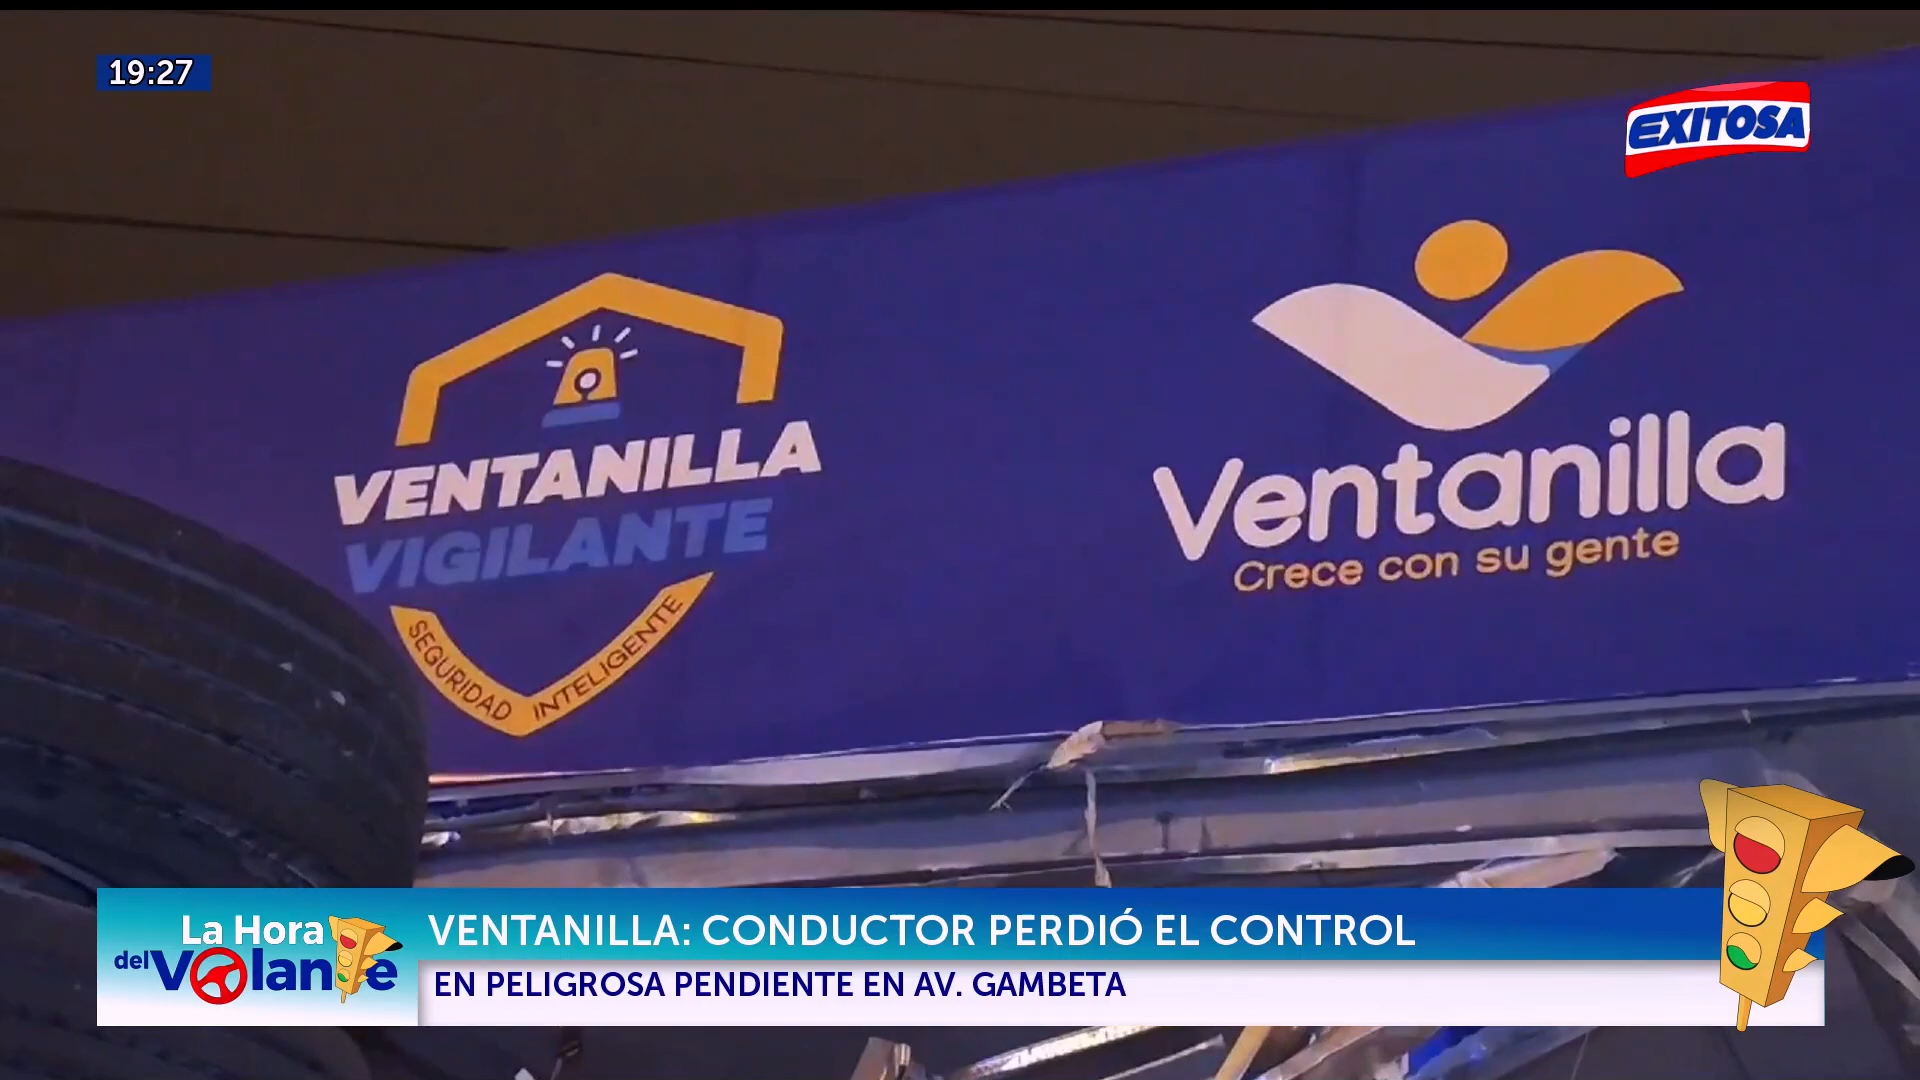 19:27
EXITOSA
VENTANILLA
VIGILANTE
SEGURIDAD INTELIGENTE
Ventanilla
Crece con su gente
La Hora
del Volante
VENTANILLA: CONDUCTOR PERDIÓ EL CONTROL
EN PELIGROSA PENDIENTE EN AV. GAMBETA